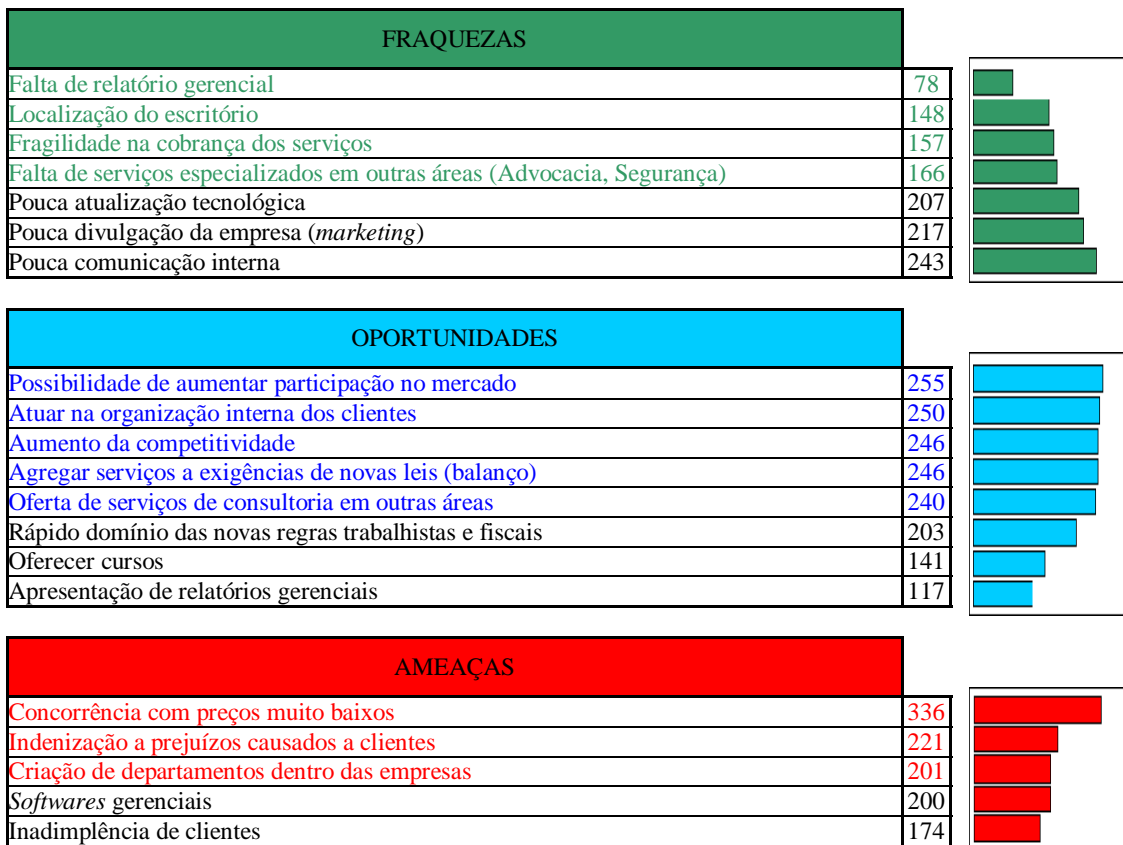 FRAQUEZAS
Falta de relatório gerencial 78
Localização do escritório 148
Fragilidade na cobrança dos serviços 157
Falta de serviços especializados em outras áreas (Advocacia, Segurança) 166
Pouca atualização tecnológica 207
Pouca divulgação da empresa (marketing) 217
Pouca comunicação interna 243
OPORTUNIDADES
Possibilidade de aumentar participação no mercado 255
Atuar na organização interna dos clientes 250
Aumento da competitividade 246
Agregar serviços a exigências de novas leis (balanço) 246
Oferta de serviços de consultoria em outras áreas 240
Rápido domínio das novas regras trabalhistas e fiscais 203
Oferecer cursos 141
Apresentação de relatórios gerenciais 117
AMEAÇAS
Concorrência com preços muito baixos 336
Indenização a prejuízos causados a clientes 221
Criação de departamentos dentro das empresas 201
Softwares gerenciais 200
Inadimplência de clientes 174